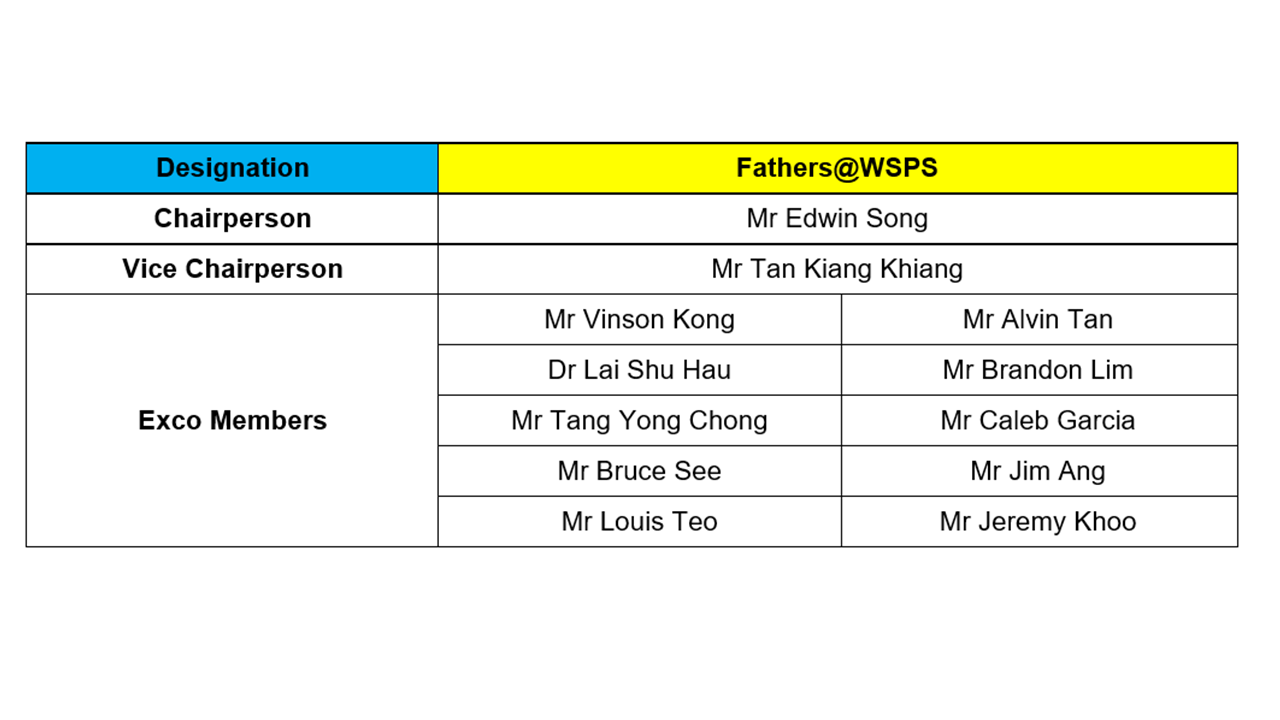 Designation Fathers@WSPS
Chairperson Mr Edwin Song
Vice Chairperson Mr Tan Kiang Khiang
Exco Members
Mr Vinson Kong Mr Alvin Tan
Dr Lai Shu Hau Mr Brandon Lim
Mr Tang Yong Chong Mr Caleb Garcia
Mr Bruce See Mr Jim Ang
Mr Louis Teo Mr Jeremy Khoo